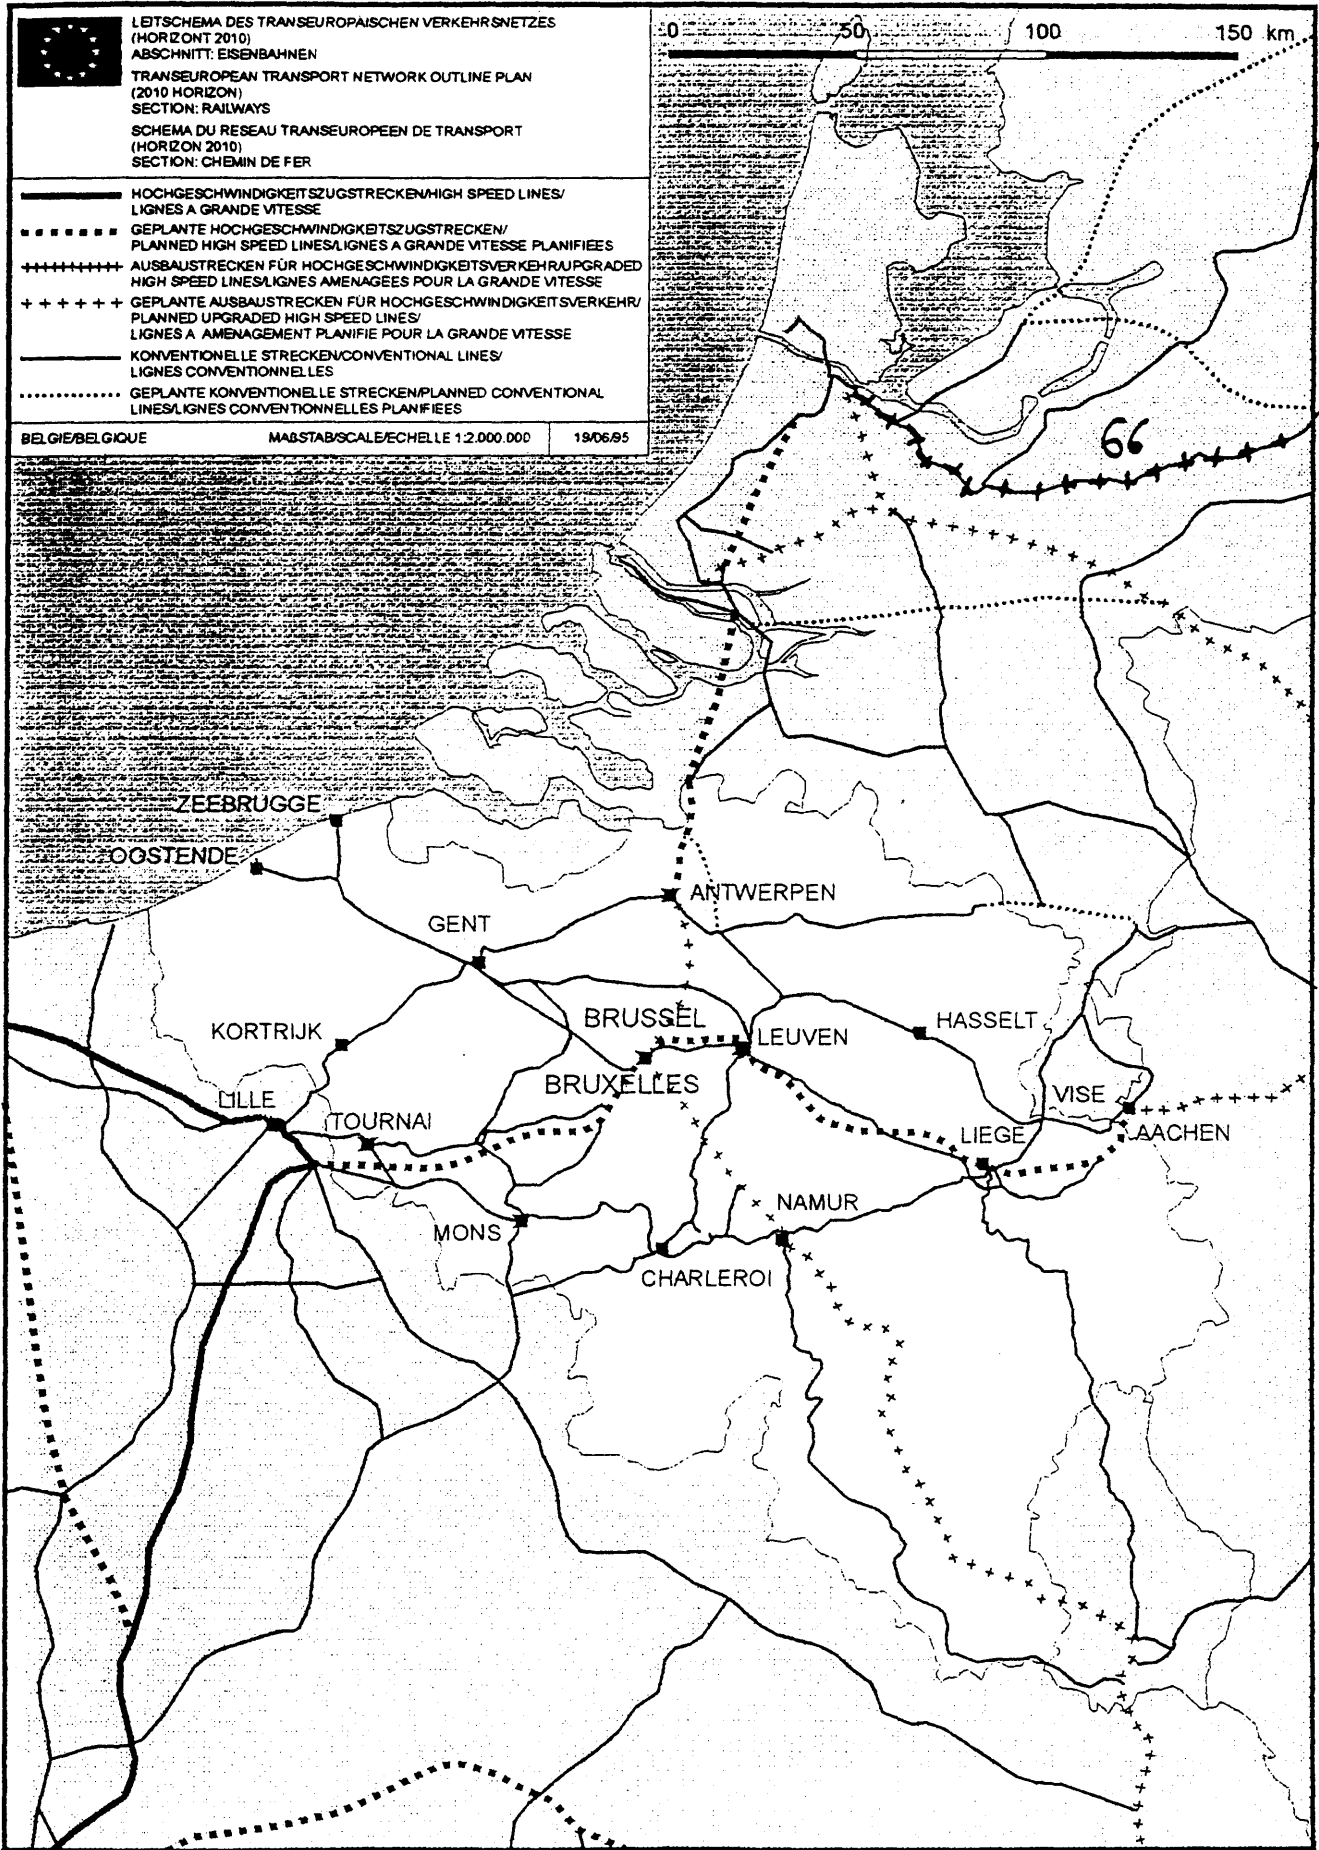 LEITSCHEMA DES TRANSEUROPAISCHEN VERKEHRSNETZES
(HORIZONT 2010)
ABSCHNITT: EISENBAHNEN
TRANSEUROPEAN TRANSPORT NETWORK OUTLINE PLAN
(2010 HORIZON)
SECTION: RAILWAYS
SCHEMA DU RESEAU TRANSEUROPEEN DE TRANSPORT
(HORIZON 2010)
SECTION: CHEMIN DE FER
HOCHGESCHWINDIGKEITSZUGSTRECKEN/HIGH SPEED LINES/
LIGNES A GRANDE VITESSE
GEPLANTE HOCHGESCHWINDIGKEITSZUGSTRECKEN/
PLANNED HIGH SPEED LINES/LIGNES A GRANDE VITESSE PLANIFIEES
AUSBAUSTRECKEN FÜR HOCHGESCHWINDIGKEITSVERKEHR/UPGRADED
HIGH SPEED LINES/LIGNES AMENAGEES POUR LA GRANDE VITESSE
GEPLANTE AUSBAUSTRECKEN FÜR HOCHGESCHWINDIGKEITSVERKEHR/
PLANNED UPGRADED HIGH SPEED LINES/
LIGNES A AMENAGEMENT PLANIFIE POUR LA GRANDE VITESSE
KONVENTIONELLE STRECKEN/CONVENTIONAL LINES/
LIGNES CONVENTIONNELLES
GEPLANTE KONVENTIONELLE STRECKEN/PLANNED CONVENTIONAL
LINES/LIGNES CONVENTIONNELLES PLANIFIEES
BELGIE/BELGIQUE MAßSTAB/SCALE/ECHELLE 1:2.000.000 19/06/95
0 50 100 150 km
66
ZEEBRUGGE
OOSTENDE
ANTWERPEN
GENT
BRUSSEL
HASSELT
KORTRIJK
LEUVEN
BRUXELLES
LILLE
VISE
TOURNAI
LIEGE
AACHEN
NAMUR
MONS
CHARLEROI